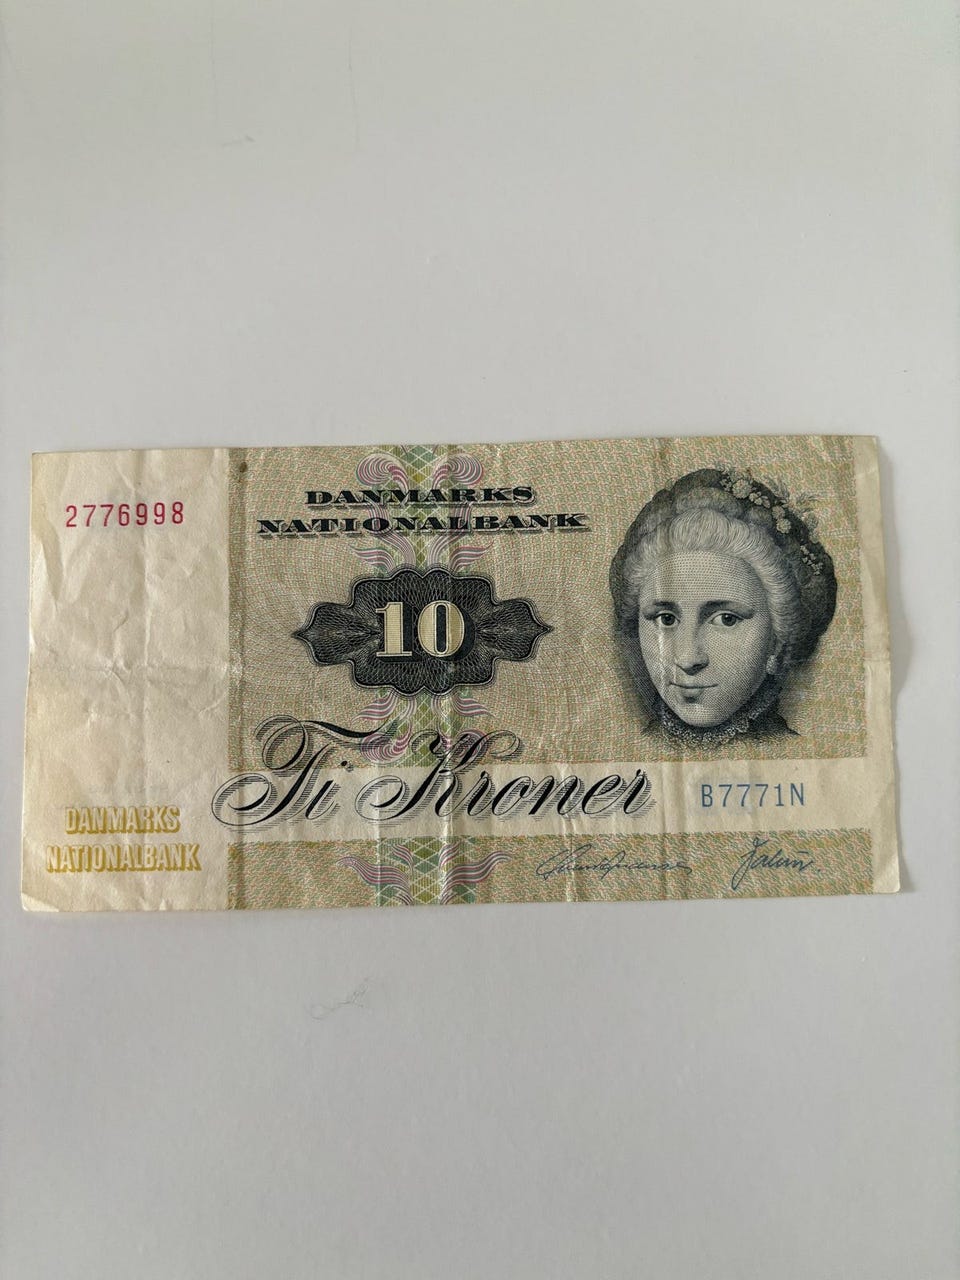 2776998
DANMARKS
NATIONALBANK
10
Ti Kroner
B7771N
DANMARKS
NATIONALBANK